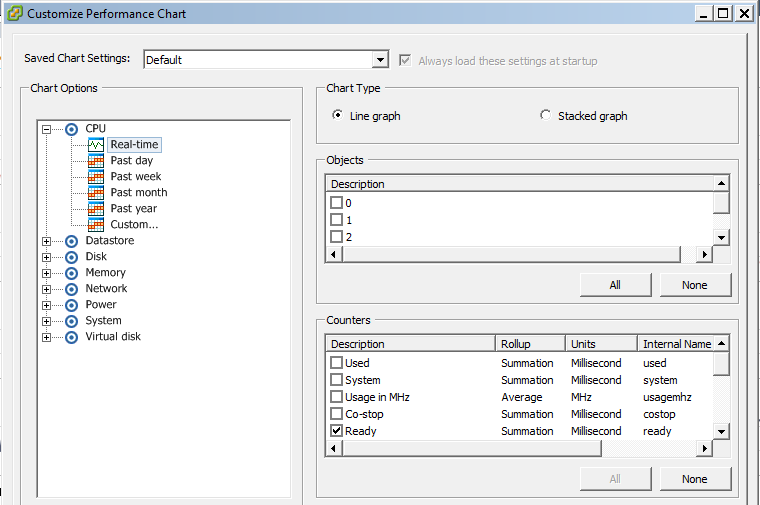 Customize Performance Chart
Saved Chart Settings: Default Always load these settings at startup
Chart Options
CPU
Real-time
Past day
Past week
Past month
Past year
Custom...
Datastore
Disk
Memory
Network
Power
System
Virtual disk
Chart Type
Line graph Stacked graph
Objects
Description
0
1
2
All None
Counters
Description Rollup Units Internal Name
Used Summation Millisecond used
System Summation Millisecond system
Usage in MHz Average MHz usagemhz
Co-stop Summation Millisecond costop
Ready Summation Millisecond ready
All None